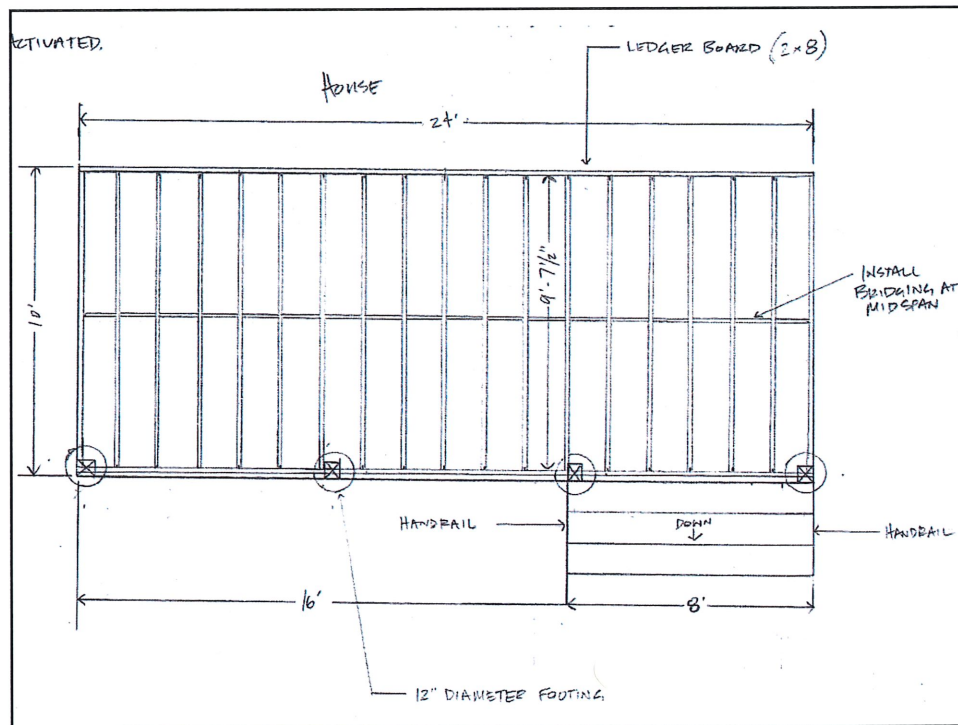 ACTIVATED.
LEDGER BOARD (2×8)
HOUSE
24'
10'
9'-7½"
INSTALL
BRIDGING AT
MIDSPAN
HANDRAIL
DOWN
HANDRAIL
16'
8'
12" DIAMETER FOOTING